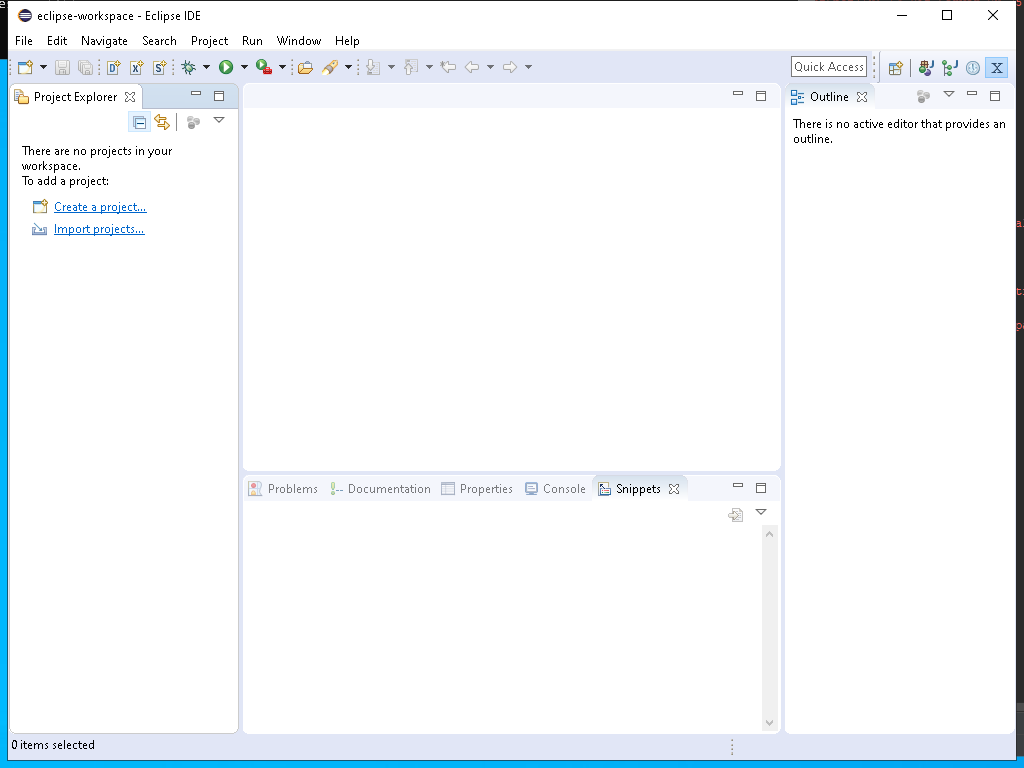 eclipse-workspace - Eclipse IDE
File Edit Navigate Search Project Run Window Help
Quick Access
Project Explorer
Outline
There are no projects in your
workspace.
To add a project:
Create a project...
Import projects...
There is no active editor that provides an
outline.
Problems Documentation Properties Console Snippets
0 items selected